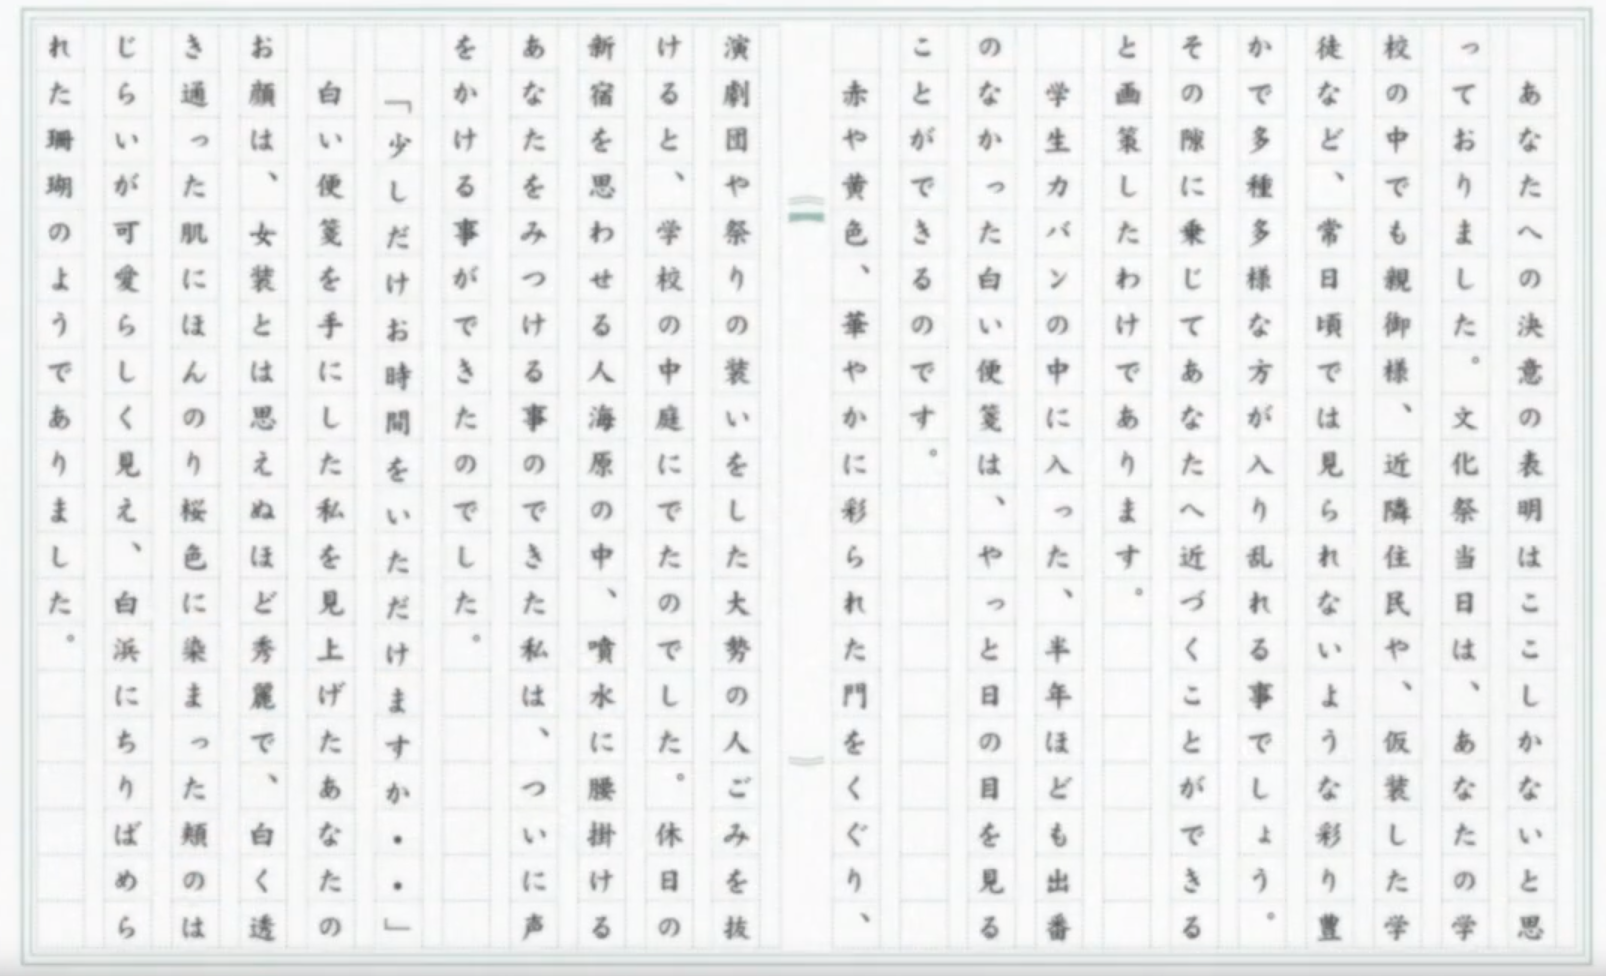 あなたへの決意の表明はここしかないと思
っておりました。文化祭当日は、あなたの学
校の中でも親御様、近隣住民や、仮装した学
徒など、常日頃では見られないような彩り豊
かで多種多様な方が入り乱れる事でしょう。
その隙に乗じてあなたへ近づくことができる
と画策したわけであります。
学生カバンの中に入った、半年ほども出番
のなかった白い便箋は、やっと日の目を見る
ことができるのです。
赤や黄色、華やかに彩られた門をくぐり、
演劇団や祭りの装いをした大勢の人ごみを抜
けると、学校の中庭にでたのでした。休日の
新宿を思わせる人海原の中、噴水に腰掛ける
あなたをみつける事のできた私は、ついに声
をかける事ができたのでした。
「少しだけお時間をいただけますか・・」
白い便箋を手にした私を見上げたあなたの
お顔は、女装とは思えぬほど秀麗で、白く透
き通った肌にほんのり桜色に染まった頬のは
じらいが可愛らしく見え、白浜にちりばめら
れた珊瑚のようでありました。